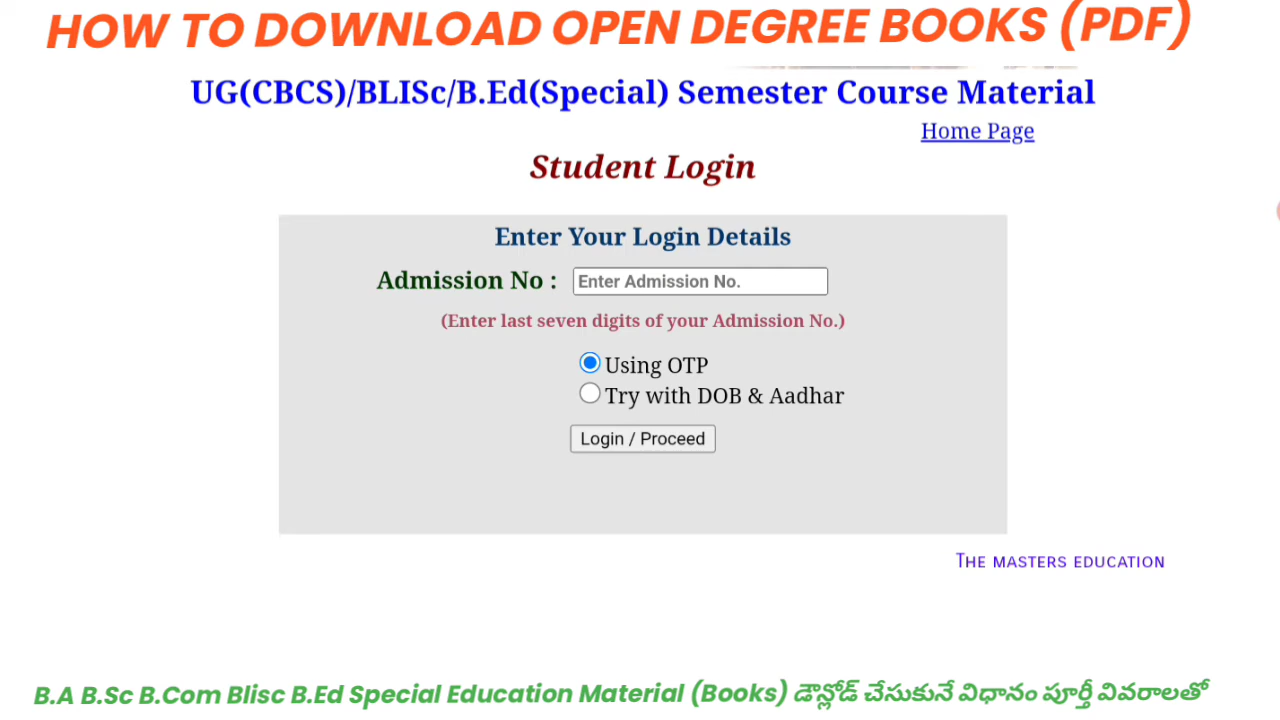 HOW TO DOWNLOAD OPEN DEGREE BOOKS (PDF)
UG(CBCS)/BLISc/B.Ed(Special) Semester Course Material
Home Page
Student Login
Enter Your Login Details
Admission No : Enter Admission No.
(Enter last seven digits of your Admission No.)
Using OTP
Try with DOB & Aadhar
Login / Proceed
The masters education
B.A B.Sc B.Com Blisc B.Ed Special Education Material (Books) డౌన్లోడ్ చేసుకునే విధానం పూర్తి వివరాలతో